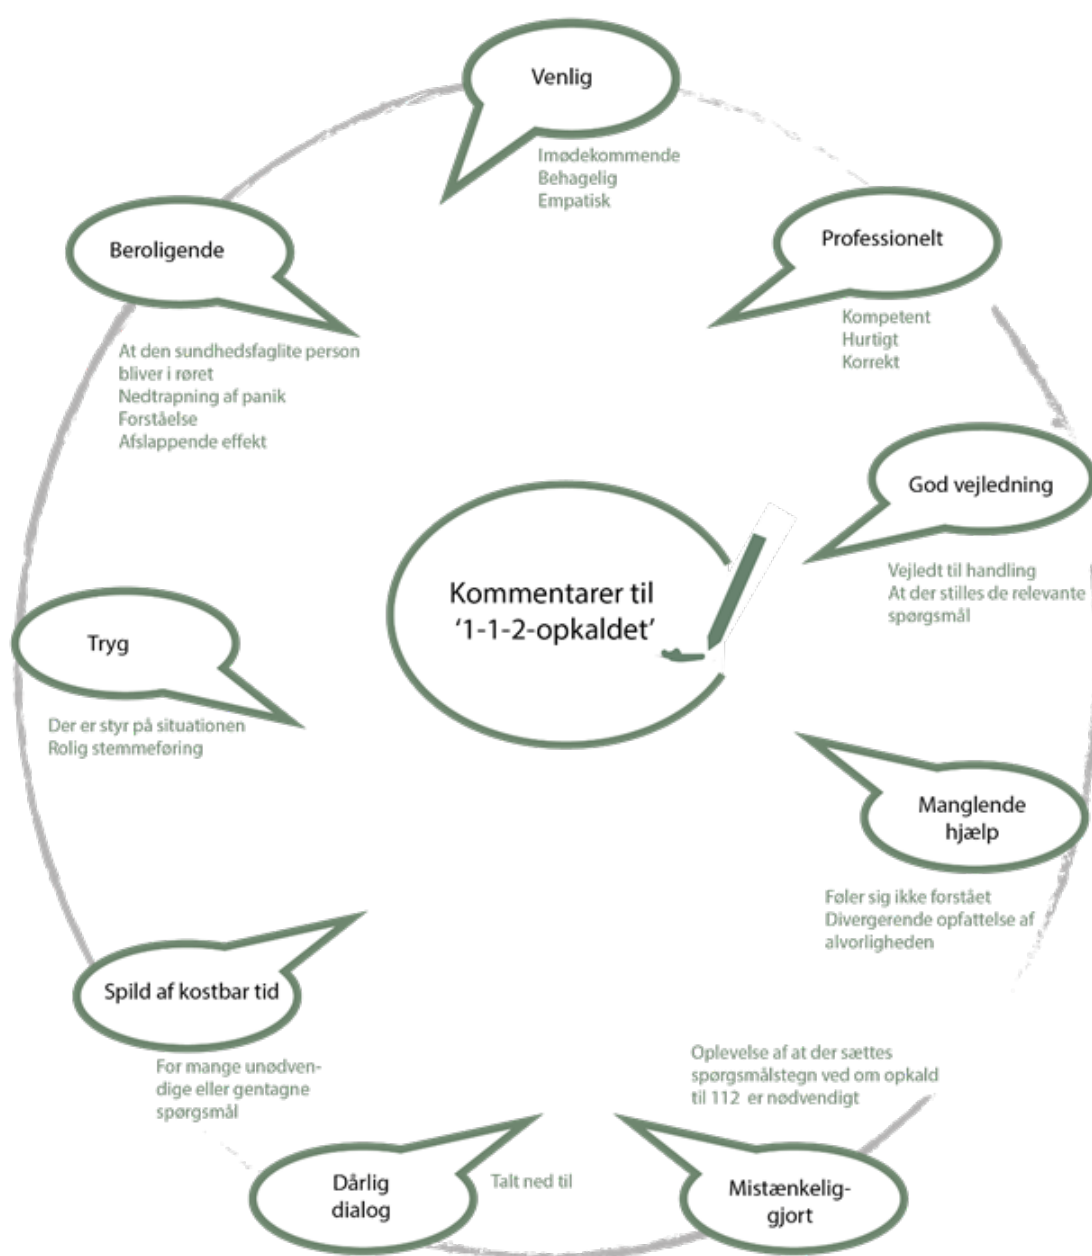 Venlig
Imødekommende
Behagelig
Empatisk
Professionelt
Kompetent
Hurtigt
Korrekt
God vejledning
Vejledt til handling
At der stilles de relevante
spørgsmål
Manglende
hjælp
Føler sig ikke forstået
Divergerende opfattelse af
alvorligheden
Oplevelse af at der sættes
spørgsmålstegn ved om opkald
til 112 er nødvendigt
Mistænkelig-
gjort
Dårlig
dialog
Talt ned til
Spild af kostbar tid
For mange unødven-
dige eller gentagne
spørgsmål
Tryg
Der er styr på situationen
Rolig stemmeføring
Beroligende
At den sundhedsfaglite person
bliver i røret
Nedtrapning af panik
Forståelse
Afslappende effekt
Kommentarer til
‘1-1-2-opkaldet’